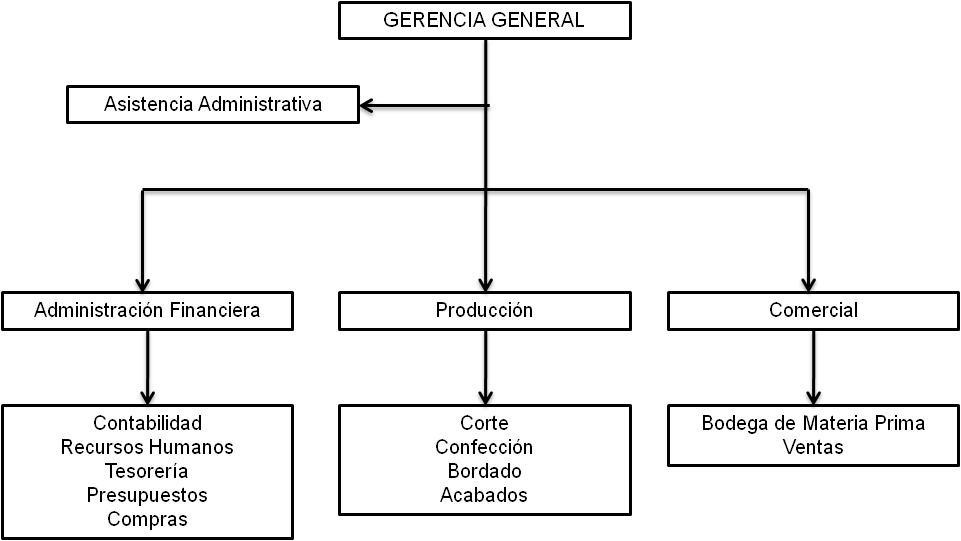 GERENCIA GENERAL
Asistencia Administrativa
Administración Financiera
Producción
Comercial
Contabilidad
Recursos Humanos
Tesorería
Presupuestos
Compras
Corte
Confección
Bordado
Acabados
Bodega de Materia Prima
Ventas